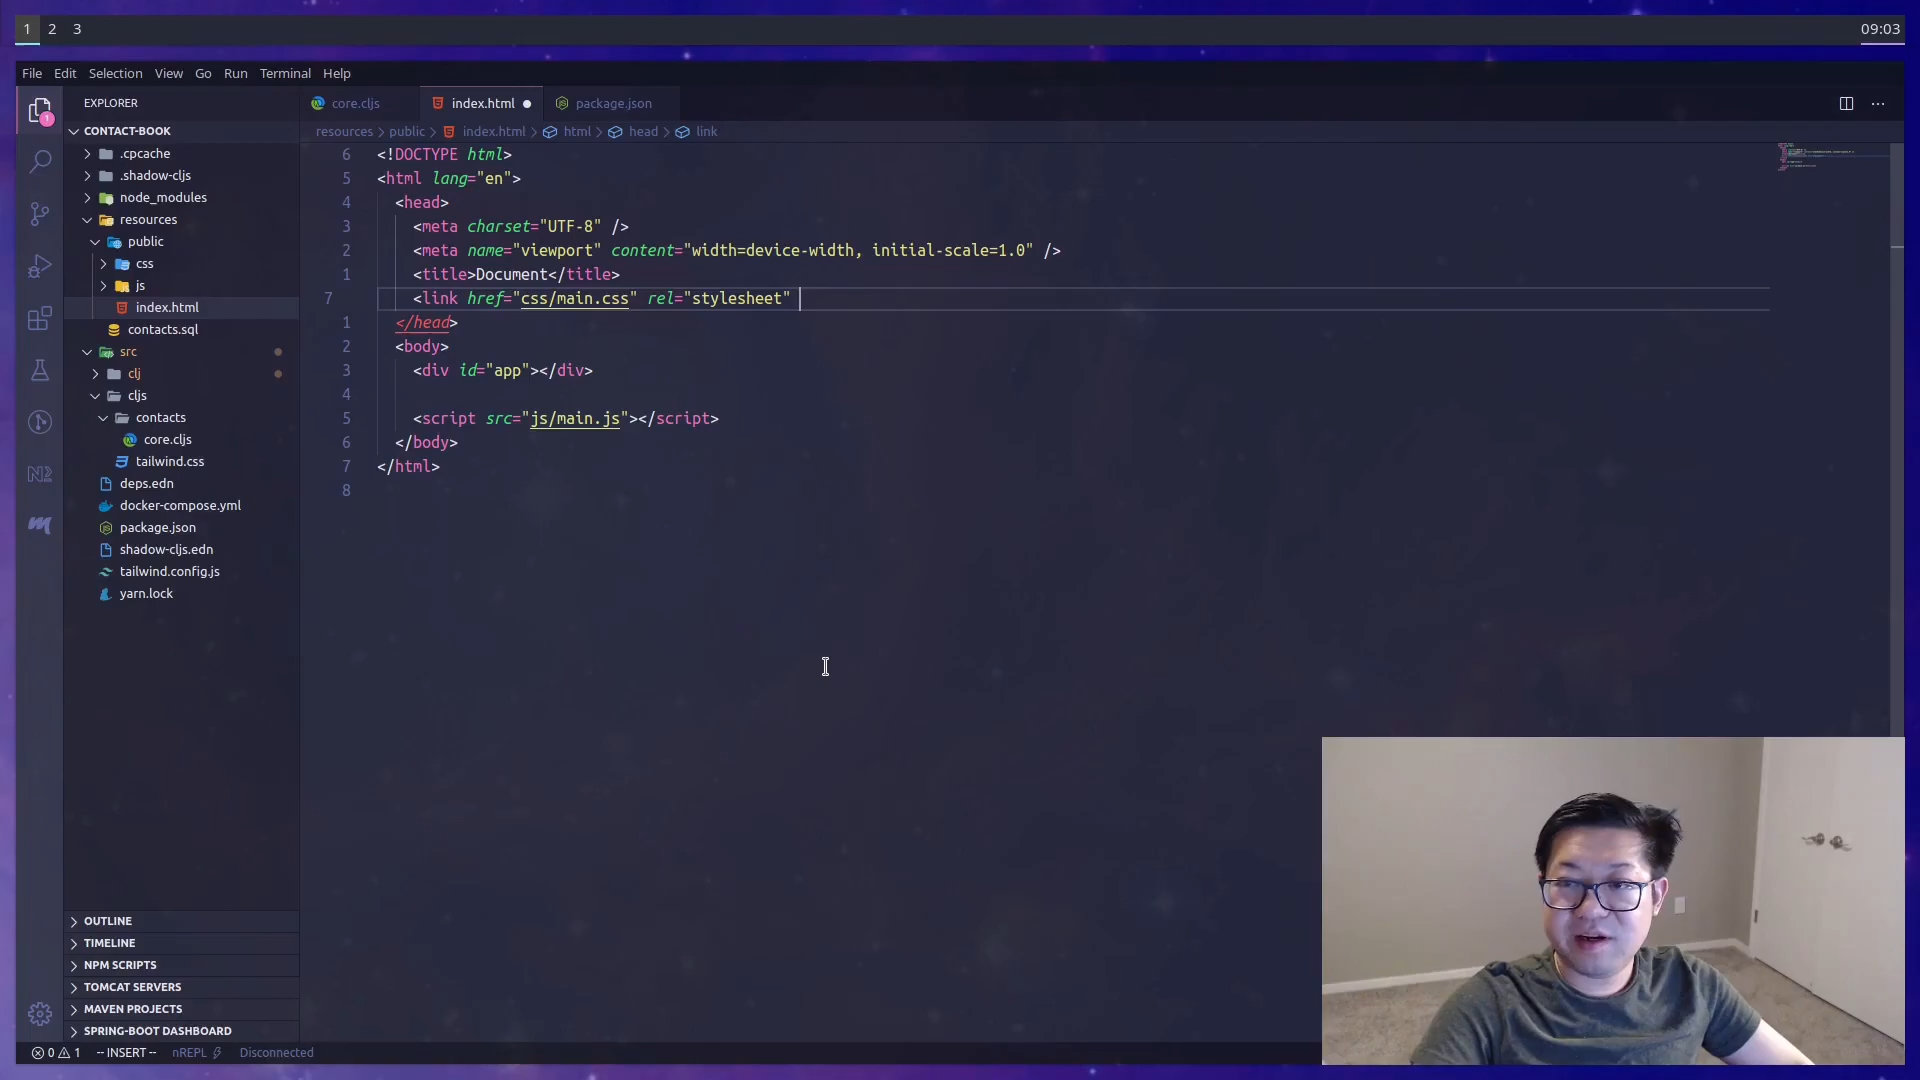 1 2 3
09:03
File Edit Selection View Go Run Terminal Help
EXPLORER
CONTACT-BOOK
.cpcache
.shadow-cljs
node_modules
resources
public
css
js
index.html
contacts.sql
src
clj
cljs
contacts
core.cljs
tailwind.css
deps.edn
docker-compose.yml
package.json
shadow-cljs.edn
tailwind.config.js
yarn.lock
OUTLINE
TIMELINE
NPM SCRIPTS
TOMCAT SERVERS
MAVEN PROJECTS
SPRING-BOOT DASHBOARD
core.cljs index.html package.json
resources > public > index.html > html > head > link
6 <!DOCTYPE html>
5 <html lang="en">
4 <head>
3 <meta charset="UTF-8" />
2 <meta name="viewport" content="width=device-width, initial-scale=1.0" />
1 <title>Document</title>
7 <link href="css/main.css" rel="stylesheet"
1 </head>
2 <body>
3 <div id="app"></div>
4
5 <script src="js/main.js"></script>
6 </body>
7 </html>
8
0 1 -- INSERT -- nREPL Disconnected